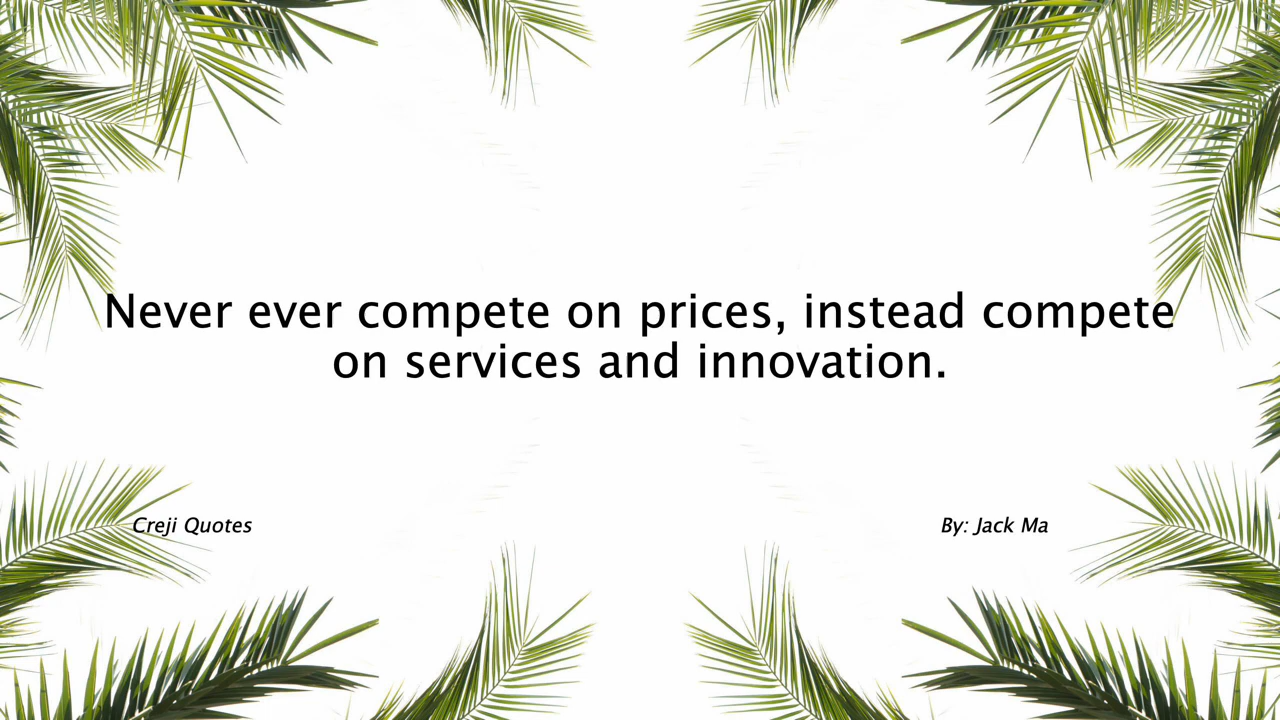 Never ever compete on prices, instead compete
on services and innovation.
Creji Quotes
By: Jack Ma